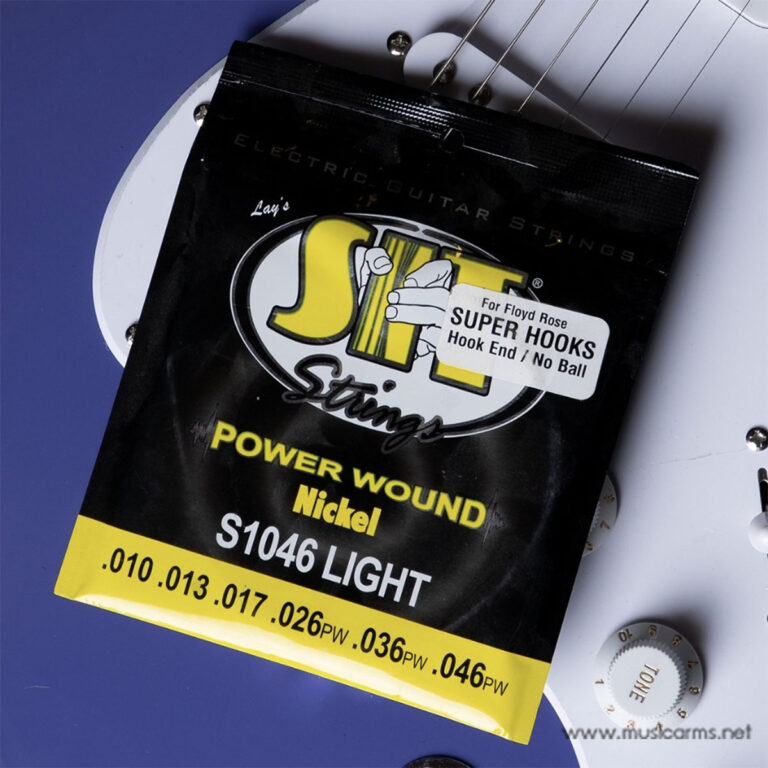 ELECTRIC GUITAR STRINGS
Lay's
SIT®
Strings
For Floyd Rose
SUPER HOOKS
Hook End / No Ball
POWER WOUND
Nickel
S1046 LIGHT
.010 .013 .017 .026PW .036PW .046PW
TONE
www.musicarms.net